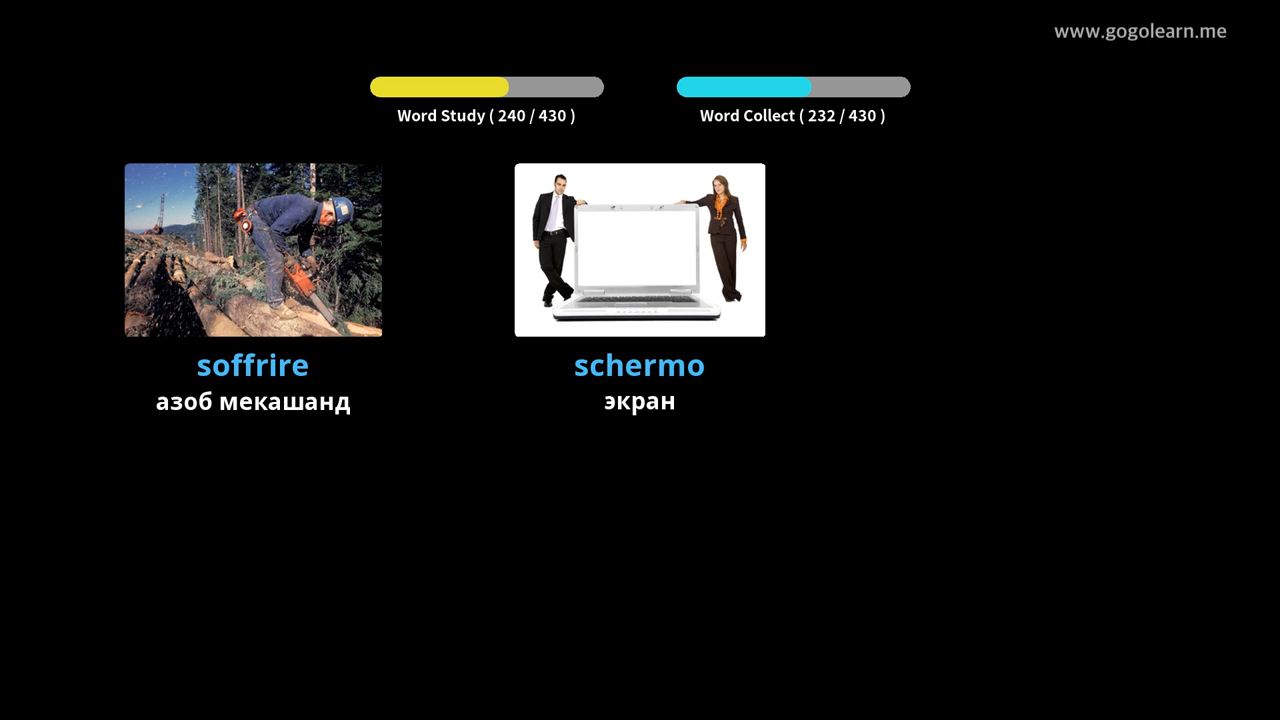 www.gogolearn.me
Word Study ( 240 / 430 )
Word Collect ( 232 / 430 )
soffrire
schermo
азоб мекашанд
экран